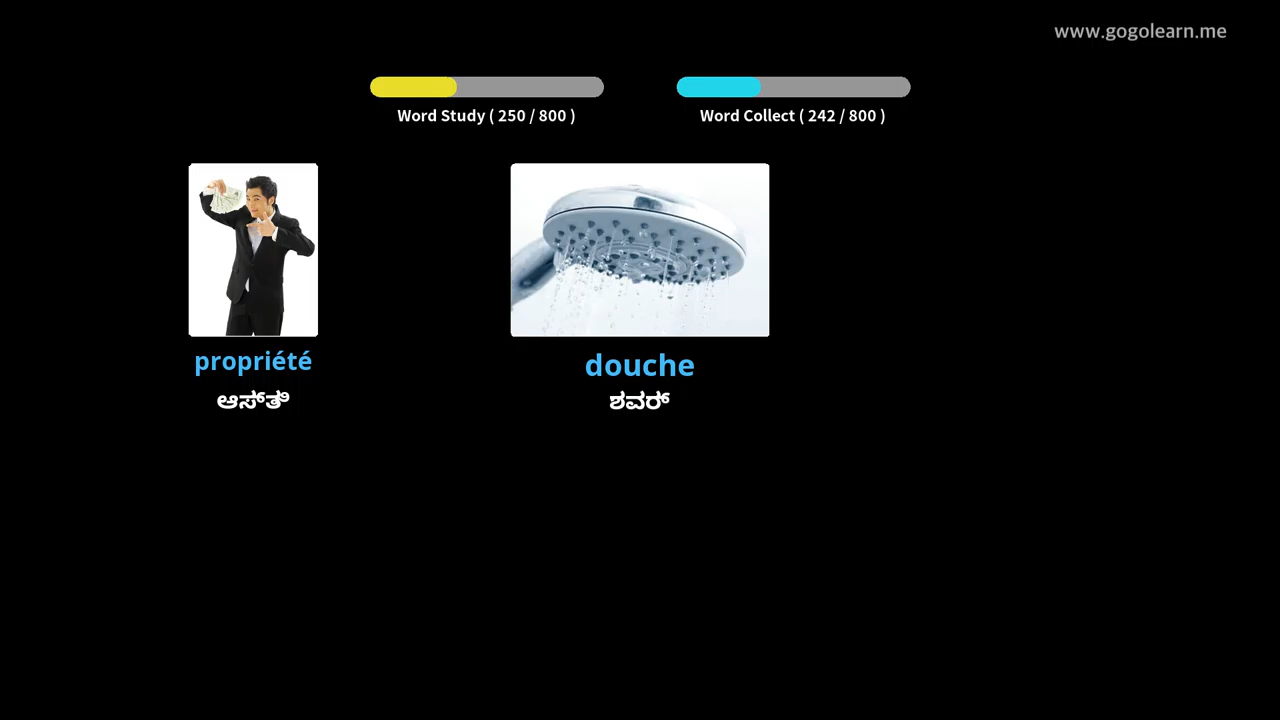 www.gogolearn.me
Word Study ( 250 / 800 )
Word Collect ( 242 / 800 )
propriété
ಆಸ್ತಿ
douche
ಶವರ್